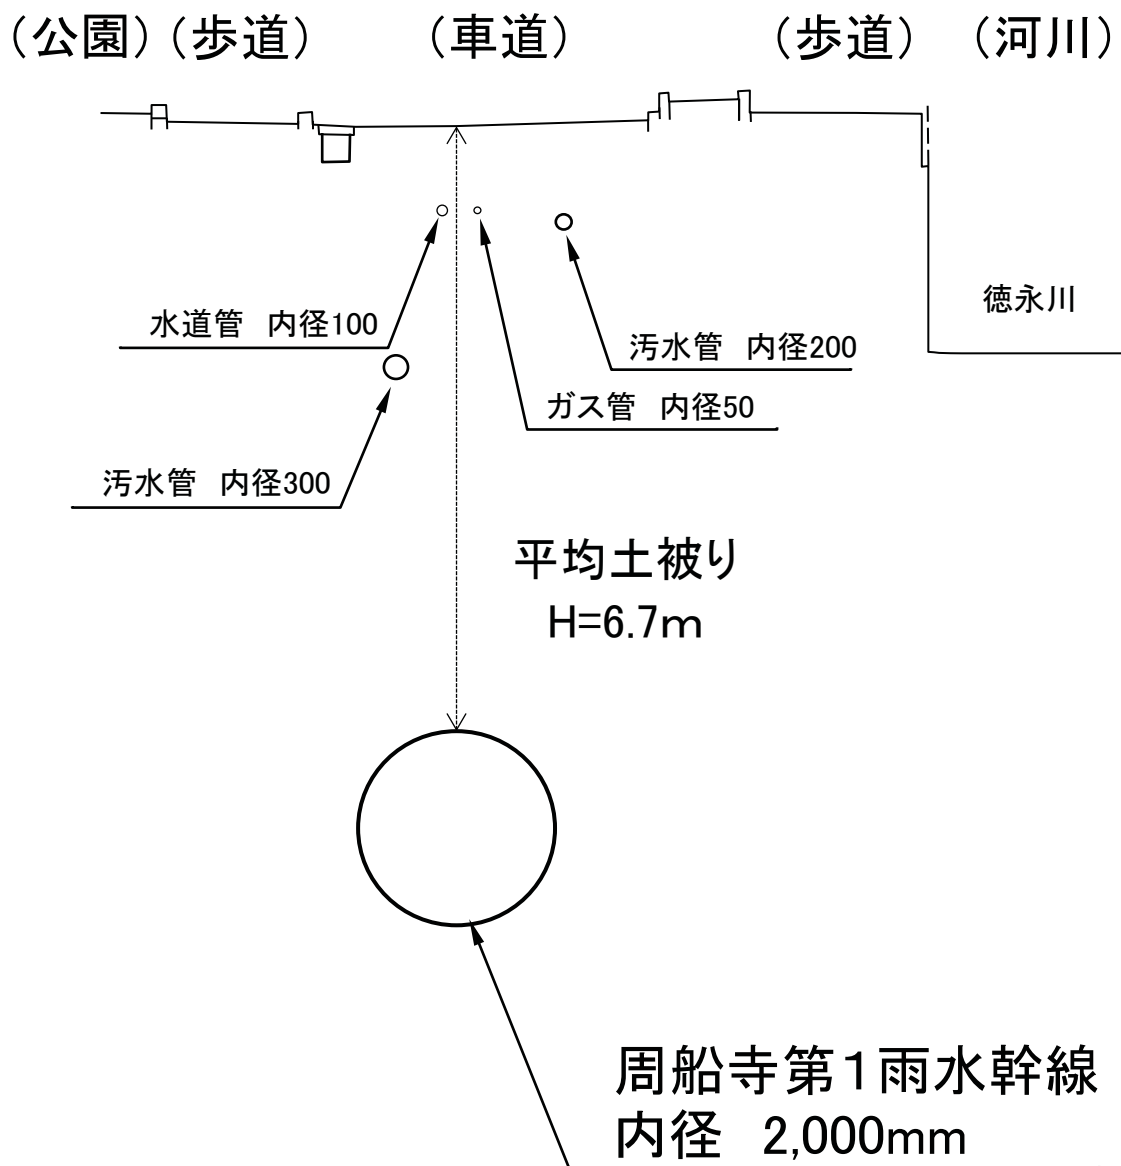 （公園）（歩道）　（車道）　（歩道）　（河川）
徳永川
水道管　内径100
汚水管　内径200
ガス管　内径50
汚水管　内径300
平均土被り
H=6.7m
周船寺第1雨水幹線
内径　2,000mm